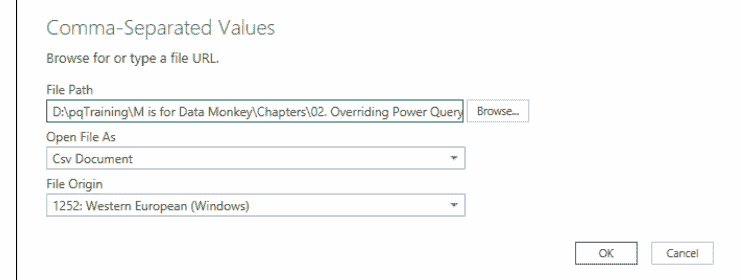 Comma-Separated Values
Browse for or type a file URL.
File Path
D:\pqTraining\M is for Data Monkey\Chapters\02. Overriding Power Query Browse...
Open File As
Csv Document
File Origin
1252: Western European (Windows)
OK Cancel